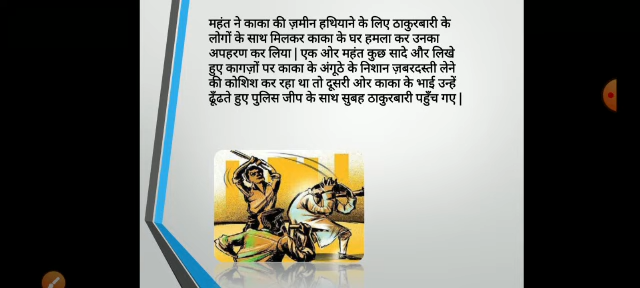 महंत ने काका की ज़मीन हथियाने के लिए ठाकुरबारी के
लोगों के साथ मिलकर काका के घर हमला कर उनका
अपहरण कर लिया | एक ओर महंत कुछ सादे और लिखे
हुए कागज़ों पर काका के अंगूठे के निशान ज़बरदस्ती लेने
की कोशिश कर रहा था तो दूसरी ओर काका के भाई उन्हें
ढूँढते हुए पुलिस जीप के साथ सुबह ठाकुरबारी पहुँच गए |